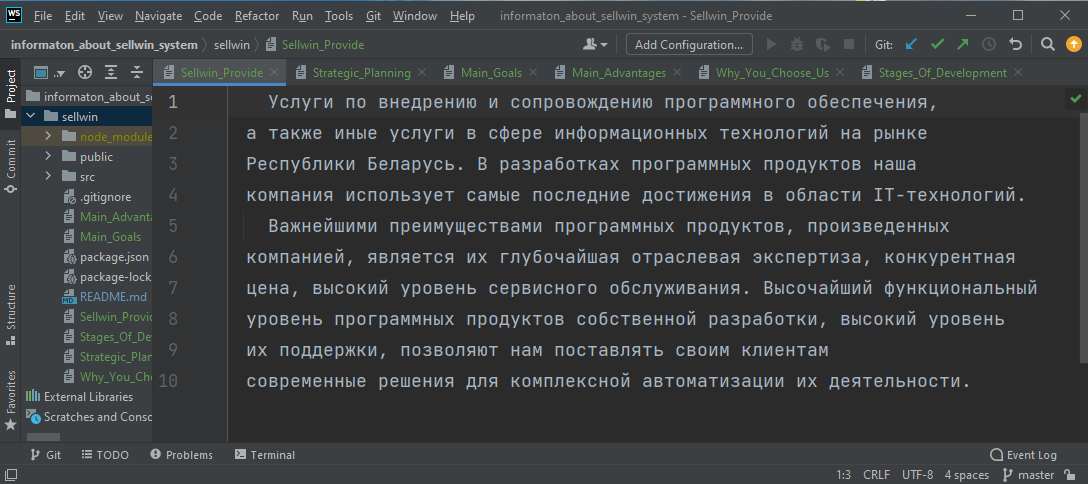 WS File Edit View Navigate Code Refactor Run Tools Git Window Help informaton_about_sellwin_system - Sellwin_Provide
informaton_about_sellwin_system sellwin Sellwin_Provide Add Configuration... Git:
Project
Commit
Structure
Favorites
informaton_about_s
sellwin
node_module
public
src
.gitignore
Main_Advanta
Main_Goals
package.json
package-lock
README.md
Sellwin_Provid
Stages_Of_De
Strategic_Plan
Why_You_Cho
External Libraries
Scratches and Conso
Sellwin_Provide Strategic_Planning Main_Goals Main_Advantages Why_You_Choose_Us Stages_Of_Development
1 Услуги по внедрению и сопровождению программного обеспечения,
2 а также иные услуги в сфере информационных технологий на рынке
3 Республики Беларусь. В разработках программных продуктов наша
4 компания использует самые последние достижения в области IT-технологий.
5 Важнейшими преимуществами программных продуктов, произведенных
6 компанией, является их глубочайшая отраслевая экспертиза, конкурентная
7 цена, высокий уровень сервисного обслуживания. Высочайший функциональный
8 уровень программных продуктов собственной разработки, высокий уровень
9 их поддержки, позволяют нам поставлять своим клиентам
10 современные решения для комплексной автоматизации их деятельности.
Git TODO Problems Terminal Event Log
1:3 CRLF UTF-8 4 spaces master